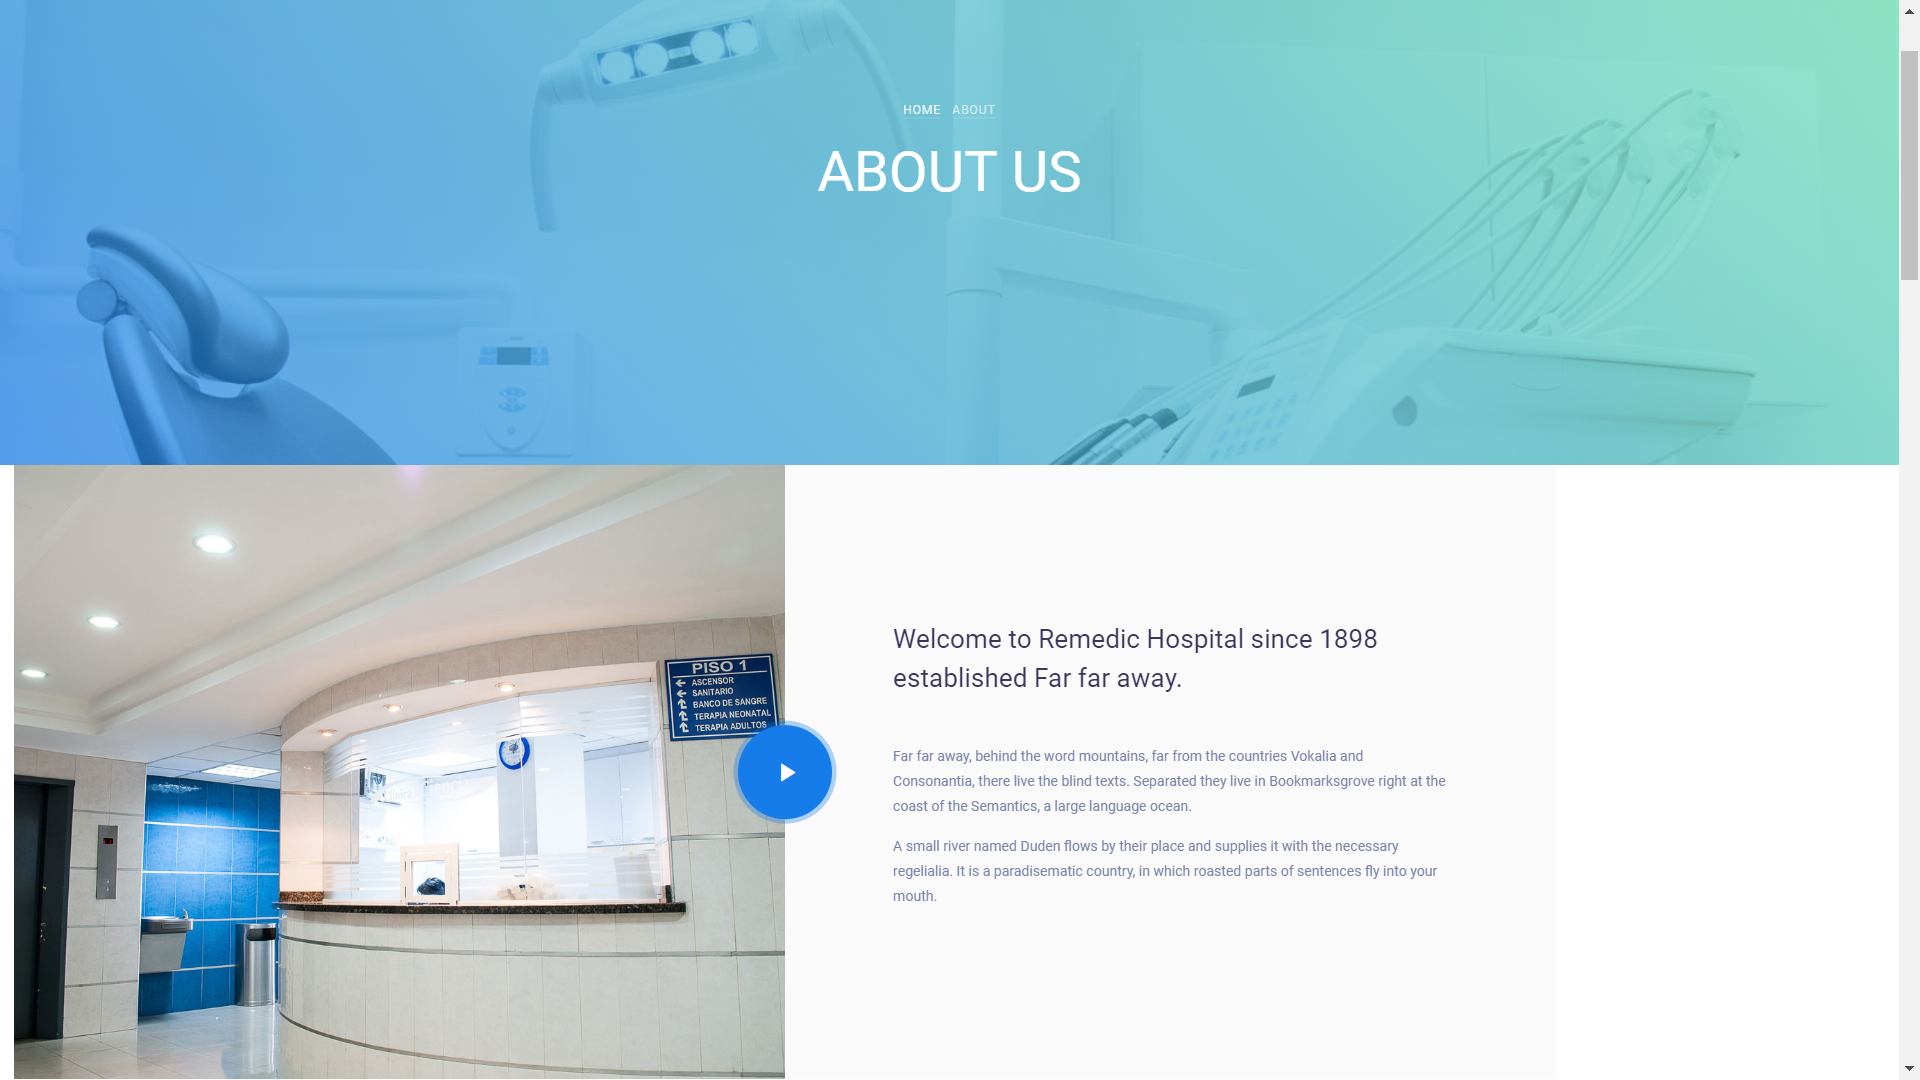 HOME ABOUT
ABOUT US
PISO 1
ASCENSOR
SANITARIO
BANCO DE SANGRE
TERAPIA NEONATAL
TERAPIA ADULTOS
Welcome to Remedic Hospital since 1898
established Far far away.
Far far away, behind the word mountains, far from the countries Vokalia and
Consonantia, there live the blind texts. Separated they live in Bookmarksgrove right at the
coast of the Semantics, a large language ocean.
A small river named Duden flows by their place and supplies it with the necessary
regelialia. It is a paradisematic country, in which roasted parts of sentences fly into your
mouth.